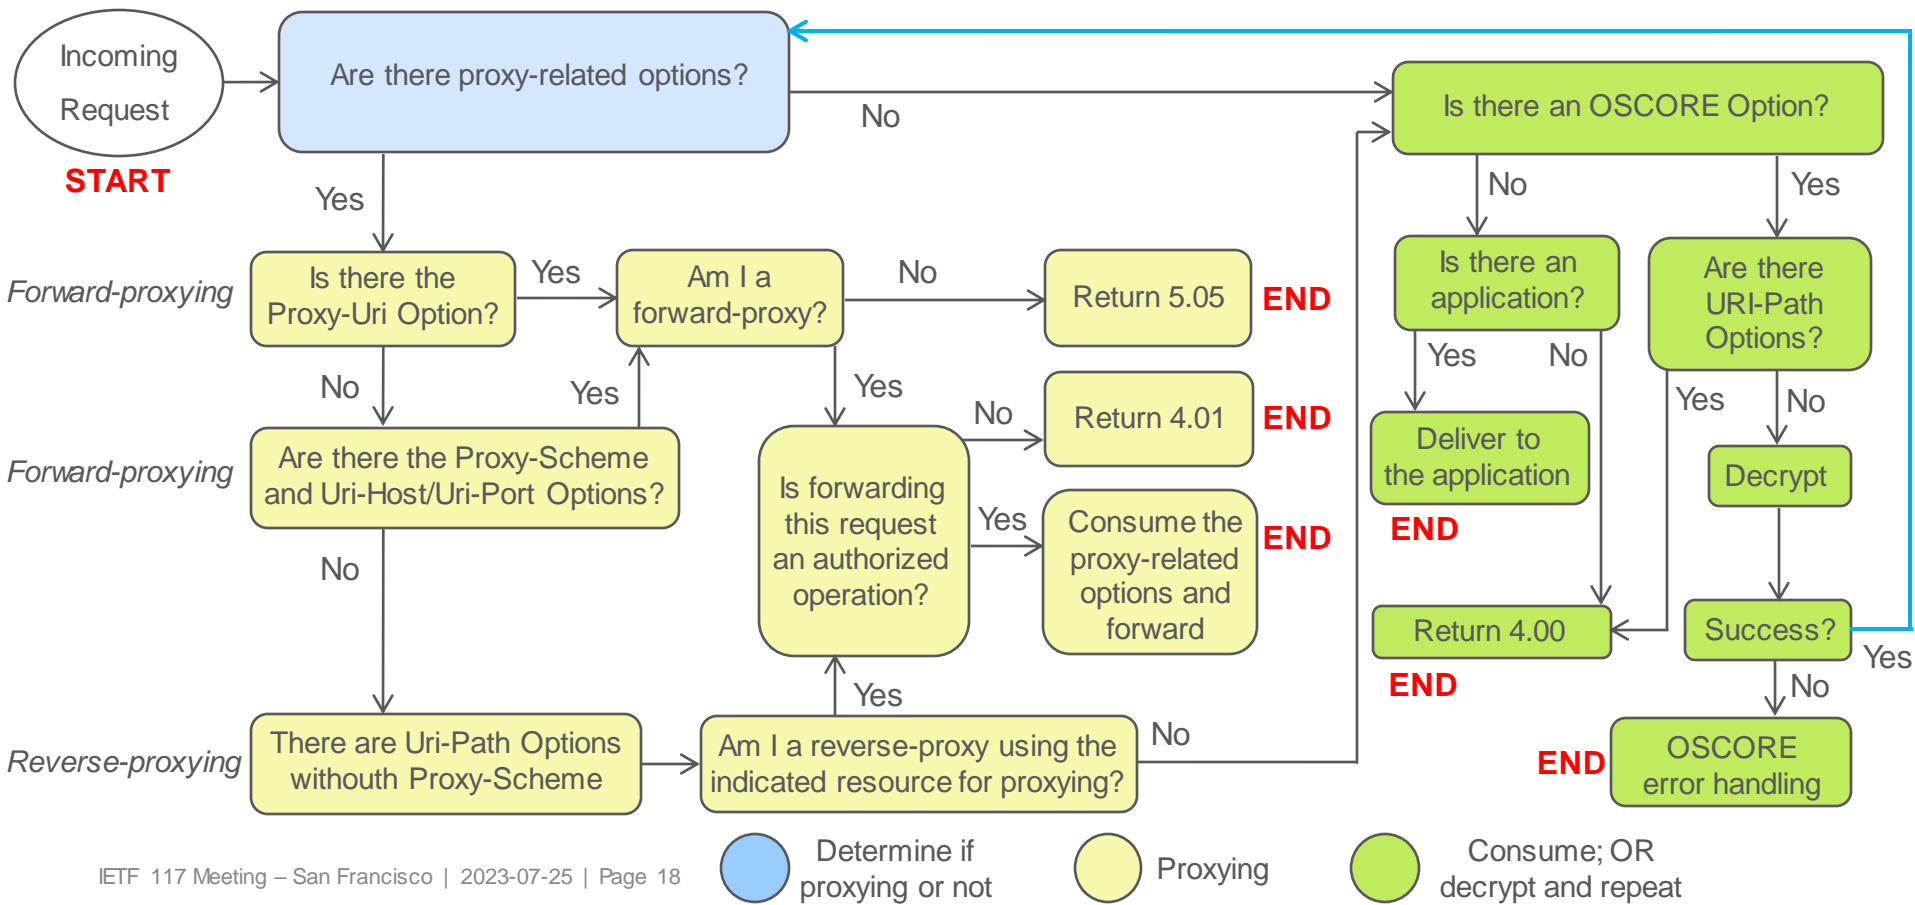 Incoming
Request
START
Are there proxy-related options?
No
Is there an OSCORE Option?
Yes
No
Yes
Forward-proxying
Is there the
Proxy-Uri Option?
Yes
Am I a
forward-proxy?
No
Return 5.05
END
Is there an
application?
Are there
URI-Path
Options?
No
Yes
Yes
Return 4.01
END
No
Yes
No
Yes
No
Deliver to
the application
END
Decrypt
Forward-proxying
Are there the Proxy-Scheme
and Uri-Host/Uri-Port Options?
Is forwarding
this request
an authorized
operation?
Yes
Consume the
proxy-related
options and
forward
END
No
Return 4.00
END
Success?
Yes
No
Yes
Reverse-proxying
There are Uri-Path Options
withouth Proxy-Scheme
Am I a reverse-proxy using the
indicated resource for proxying?
No
END
OSCORE
error handling
IETF 117 Meeting – San Francisco | 2023-07-25 | Page 18
Determine if
proxying or not
Proxying
Consume; OR
decrypt and repeat